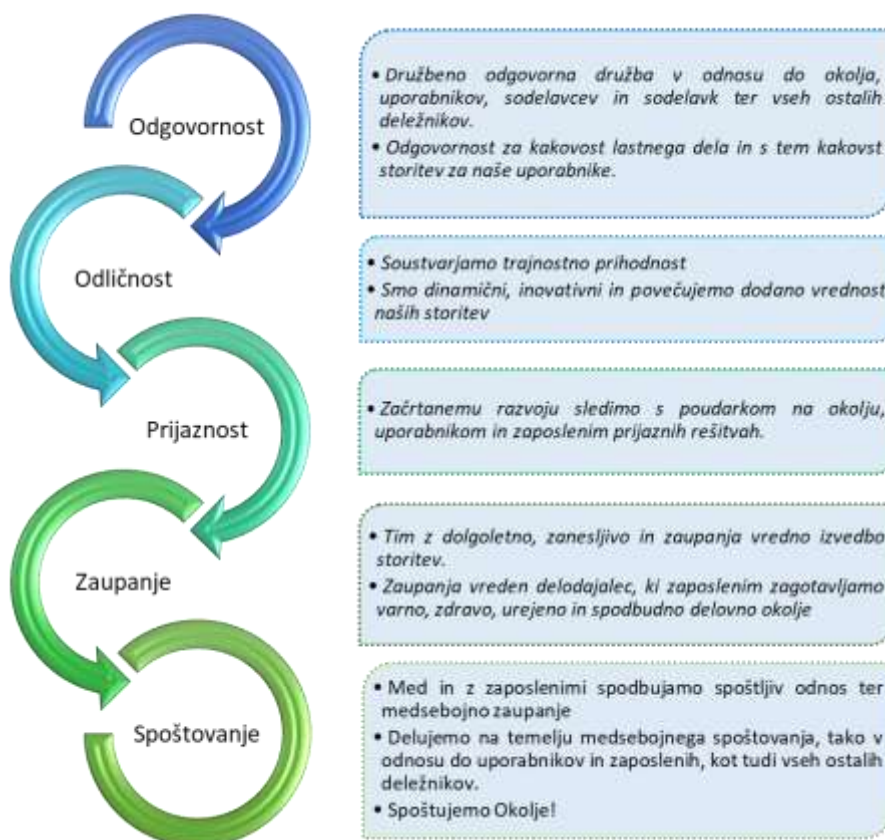 Odgovornost
• Družbeno odgovorna družba v odnosu do okolja,
uporabnikov, sodelavcev in sodelavk ter vseh ostalih
deležnikov.
• Odgovornost za kakovost lastnega dela in s tem kakovst
storitev za naše uporabnike.
Odličnost
• Soustvarjamo trajnostno prihodnost
• Smo dinamični, inovativni in povečujemo dodano vrednost
naših storitev
Prijaznost
• Začrtanemu razvoju sledimo s poudarkom na okolju,
uporabnikom in zaposlenim prijaznih rešitvah.
Zaupanje
• Tim z dolgoletno, zanesljivo in zaupanja vredno izvedbo
storitev.
• Zaupanja vreden delodajalec, ki zaposlenim zagotavljamo
varno, zdravo, urejeno in spodbudno delovno okolje
Spoštovanje
• Med in z zaposlenimi spodbujamo spoštljiv odnos ter
medsebojno zaupanje
• Delujemo na temelju medsebojnega spoštovanja, tako v
odnosu do uporabnikov in zaposlenih, kot tudi vseh ostalih
deležnikov.
• Spoštujemo Okolje!